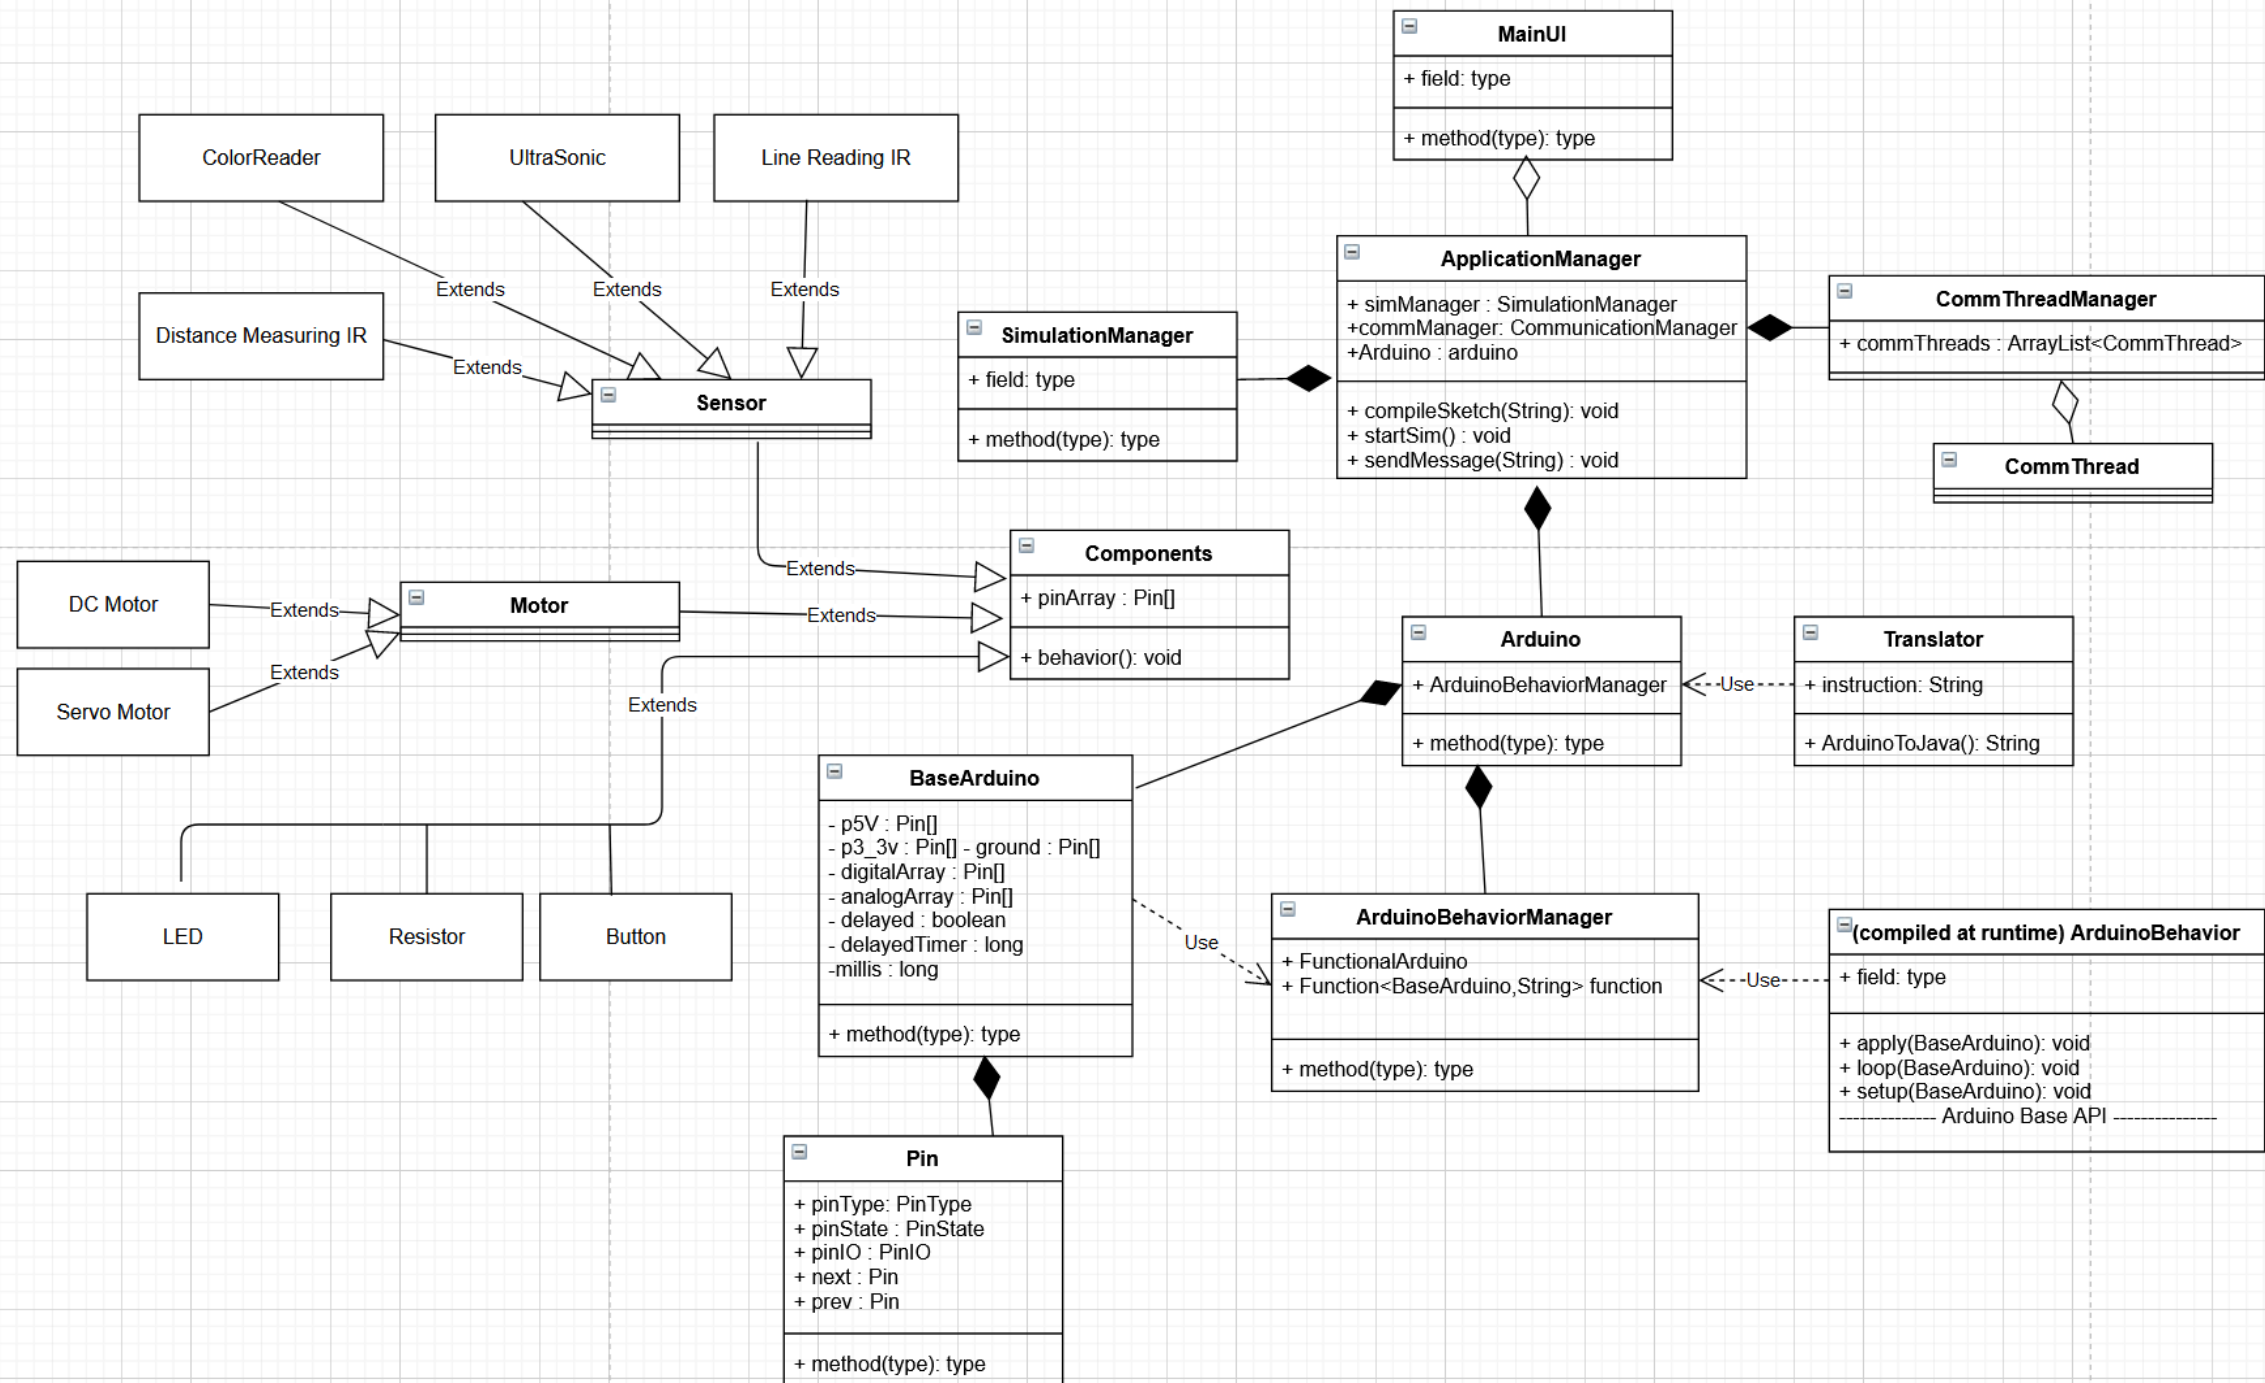 MainUI
+ field: type
+ method(type): type
ColorReader
UltraSonic
Line Reading IR
Extends
Extends
Extends
Distance Measuring IR
Extends
Sensor
ApplicationManager
+ simManager : SimulationManager
+commManager: CommunicationManager
+Arduino : arduino
+ compileSketch(String): void
+ startSim() : void
+ sendMessage(String) : void
SimulationManager
+ field: type
+ method(type): type
CommThreadManager
+ commThreads : ArrayList<CommThread>
CommThread
Extends
Components
+ pinArray : Pin[]
+ behavior(): void
DC Motor
Extends
Motor
Extends
Servo Motor
Extends
Extends
Arduino
+ ArduinoBehaviorManager
+ method(type): type
Use
Translator
+ instruction: String
+ ArduinoToJava(): String
BaseArduino
- p5V : Pin[]
- p3_3v : Pin[] - ground : Pin[]
- digitalArray : Pin[]
- analogArray : Pin[]
- delayed : boolean
- delayedTimer : long
-millis : long
+ method(type): type
LED
Resistor
Button
Use
ArduinoBehaviorManager
+ FunctionalArduino
+ Function<BaseArduino,String> function
+ method(type): type
Use
(compiled at runtime) ArduinoBehavior
+ field: type
+ apply(BaseArduino): void
+ loop(BaseArduino): void
+ setup(BaseArduino): void
-------------- Arduino Base API ---------------
Pin
+ pinType: PinType
+ pinState : PinState
+ pinIO : PinIO
+ next : Pin
+ prev : Pin
+ method(type): type